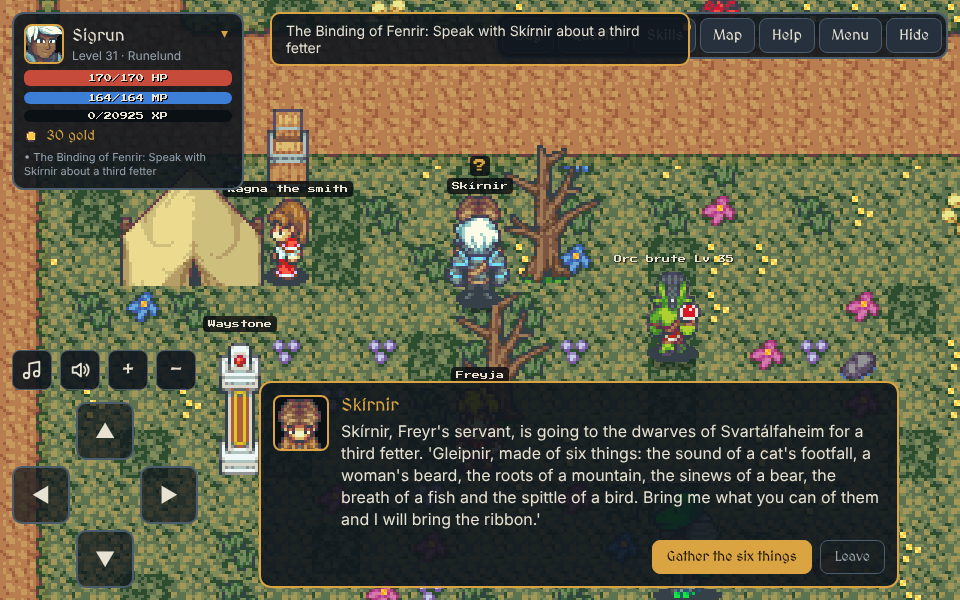 Sigrun
Level 31 · Runelund
170/170 HP
164/164 MP
0/20925 XP
30 gold
• The Binding of Fenrir: Speak with
Skírnir about a third fetter
The Binding of Fenrir: Speak with Skírnir about a third
fetter
Skills
Map
Help
Menu
Hide
Ragna the smith
?
Skírnir
Orc brute Lv 35
Waystone
Freyja
Skírnir
Skírnir, Freyr's servant, is going to the dwarves of Svartálfaheim for a
third fetter. 'Gleipnir, made of six things: the sound of a cat's footfall, a
woman's beard, the roots of a mountain, the sinews of a bear, the
breath of a fish and the spittle of a bird. Bring me what you can of them
and I will bring the ribbon.'
Gather the six things
Leave